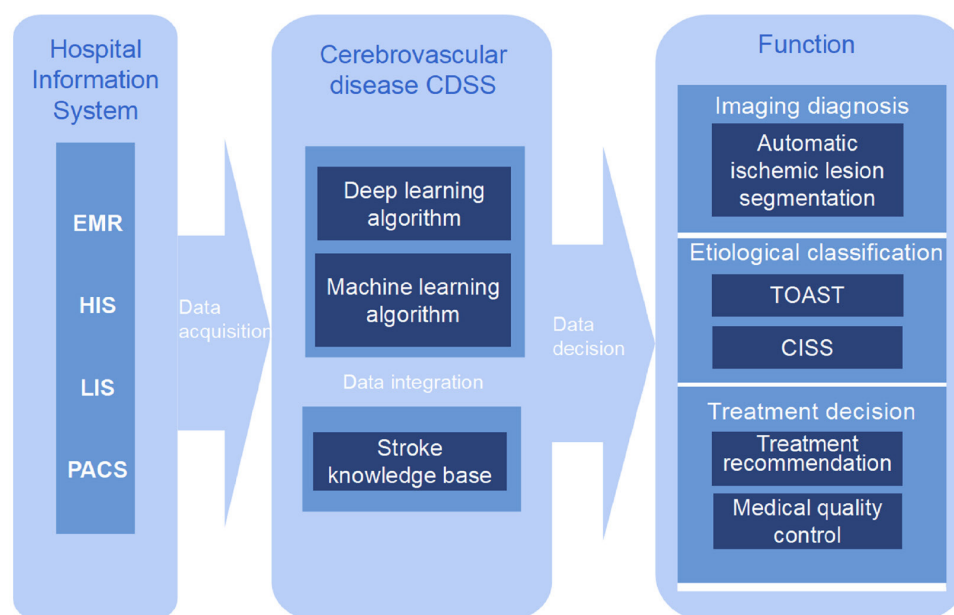 Hospital
Information
System
EMR
HIS
LIS
PACS
Data
acquisition
Cerebrovascular
disease CDSS
Deep learning
algorithm
Machine learning
algorithm
Data integration
Stroke
knowledge base
Data
decision
Function
Imaging diagnosis
Automatic
ischemic lesion
segmentation
Etiological classification
TOAST
CISS
Treatment decision
Treatment
recommendation
Medical quality
control